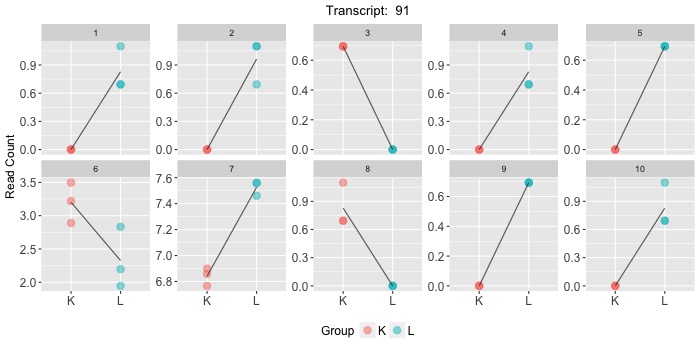 Transcript: 91
1 2 3 4 5
0.9 0.9 0.6 0.9 0.6
0.6 0.6 0.4 0.6 0.4
0.3 0.3 0.2 0.3 0.2
0.0 0.0 0.0 0.0 0.0
Read Count
6 7 8 9 10
3.5 7.6 0.9 0.6 0.9
3.0 7.2 0.6 0.4 0.6
2.5 7.0 0.3 0.2 0.3
2.0 6.8 0.0 0.0 0.0
7.4
K L K L K L K L K L
Group K L